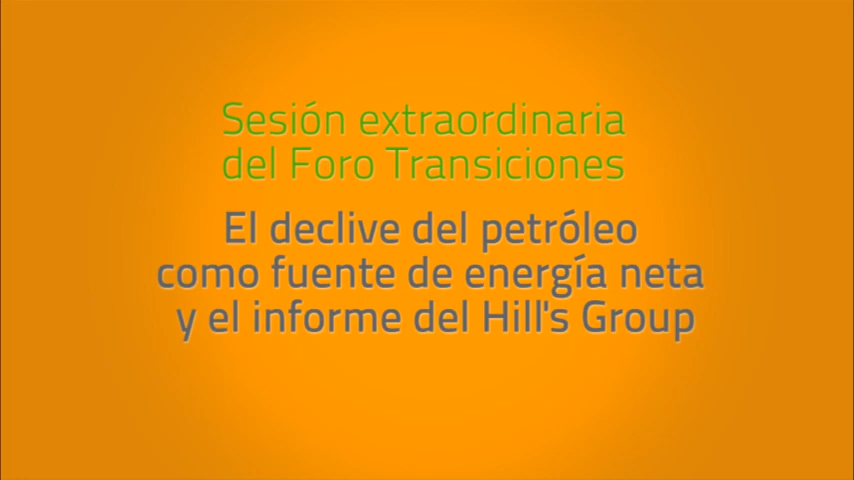 Sesión extraordinaria
del Foro Transiciones
El declive del petróleo
como fuente de energía neta
y el informe del Hill's Group